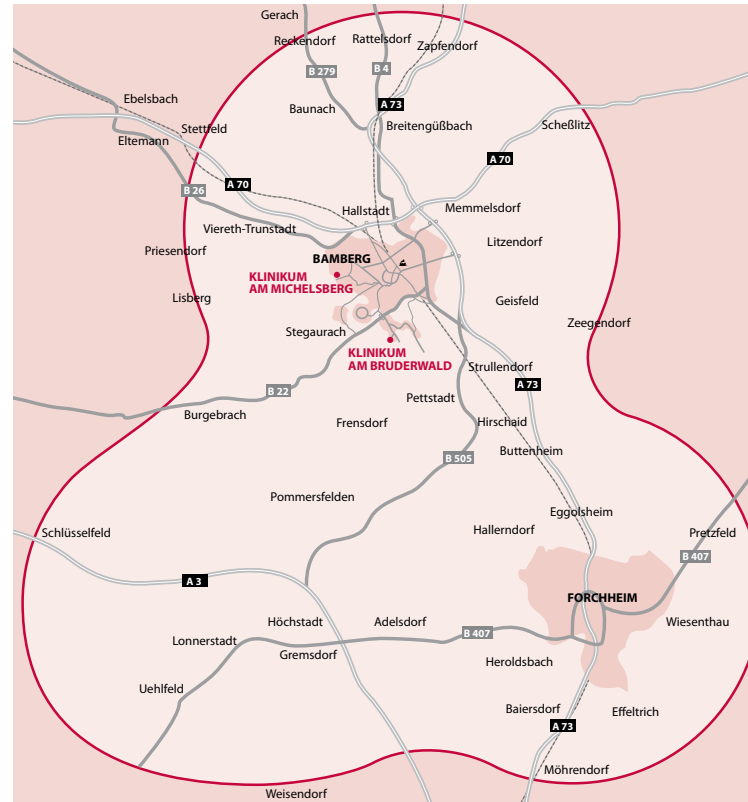 Gerach
Reckendorf
Rattelsdorf
Zapfendorf
B 279
B 4
A 73
Ebelsbach
Baunach
Stettfeld
Breitengüßbach
Scheßlitz
Eltemann
A 70
A 70
B 26
Hallstadt
Memmelsdorf
Viereth-Trunstadt
Litzendorf
Priesendorf
BAMBERG
KLINIKUM
AM MICHELSBERG
Lisberg
Geisfeld
Zeegendorf
Stegaurach
KLINIKUM
AM BRUDERWALD
Strullendorf
A 73
B 22
Pettstadt
Burgebrach
Frensdorf
Hirschaid
Buttenheim
B 505
Pommersfelden
Eggolsheim
Schlüsselfeld
Hallerndorf
Pretzfeld
B 407
A 3
FORCHHEIM
Höchstadt
Adelsdorf
Wiesenthau
B 407
Lonnerstadt
Gremsdorf
Heroldsbach
Uehlfeld
Baiersdorf
Effeltrich
A 73
Möhrendorf
Weisendorf